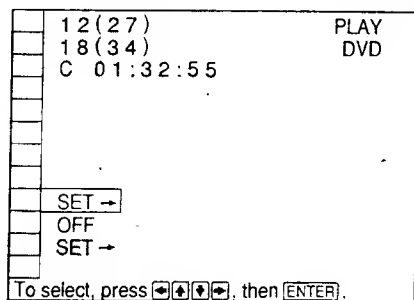 12(27) PLAY
18(34) DVD
C 01:32:55
SET →
OFF
SET →
To select, press ←↑↓→, then ENTER.